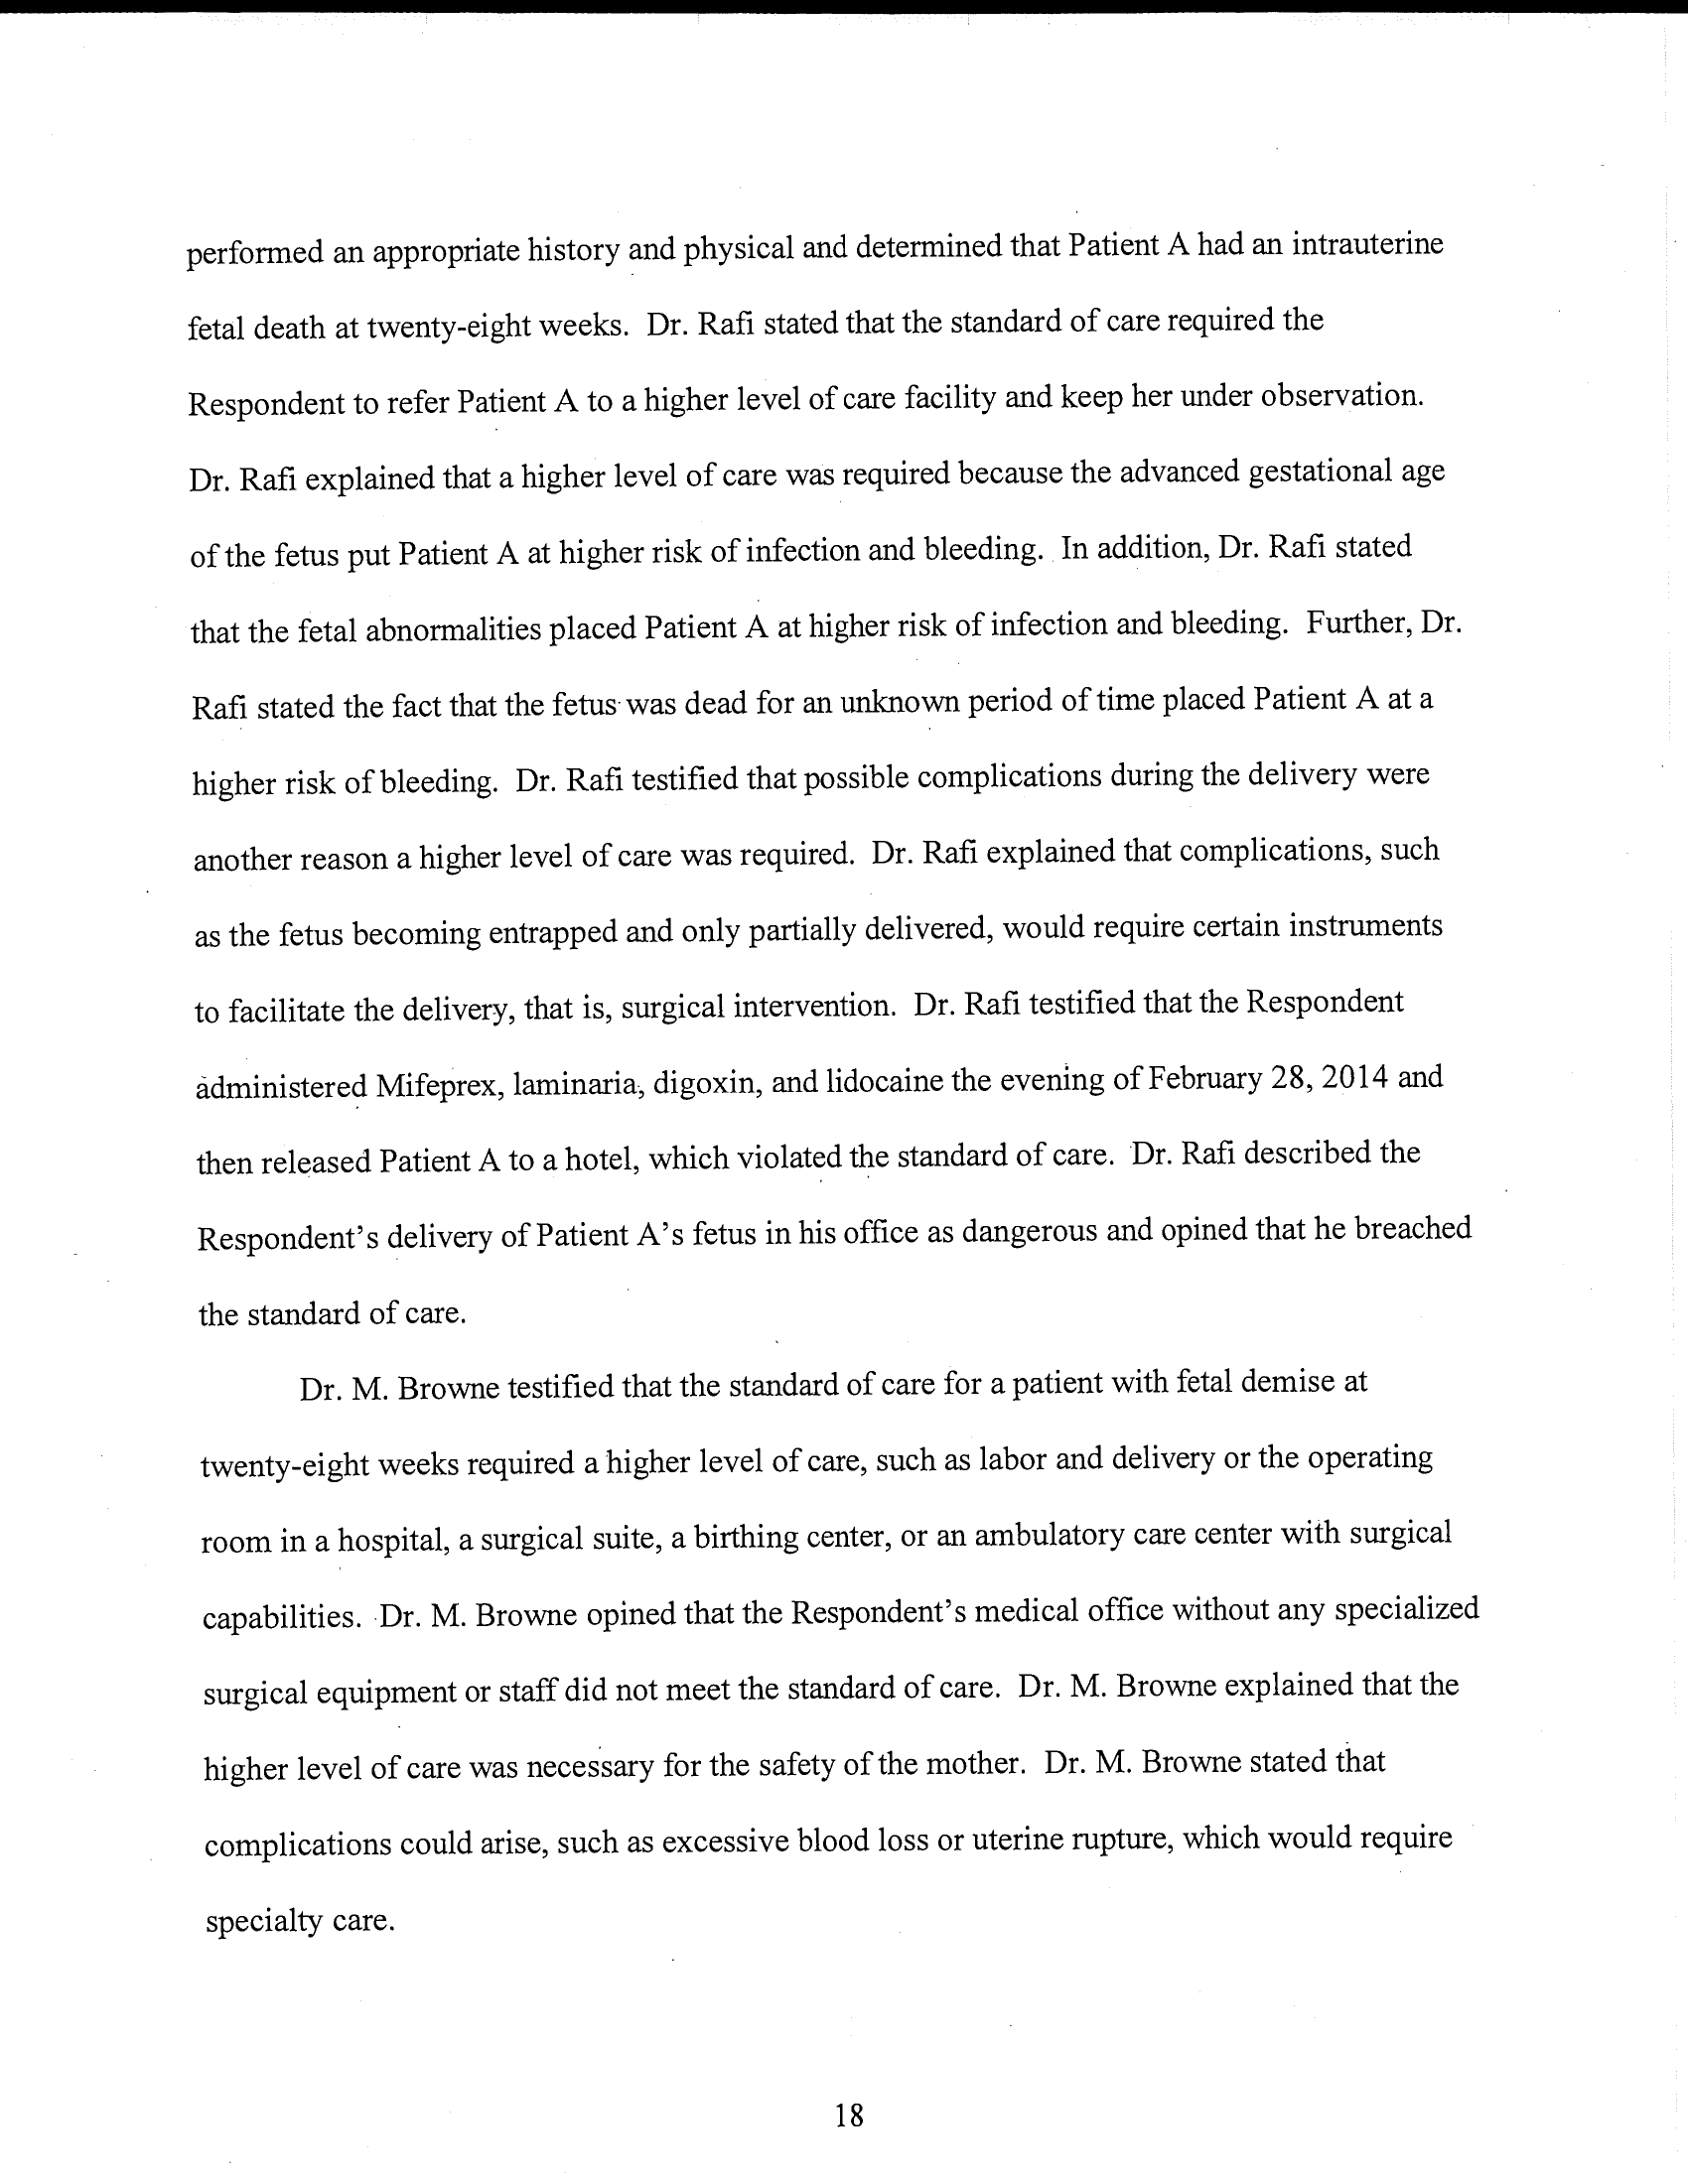 performed an appropriate history and physical and determined that Patient A had an intrauterine
fetal death at twenty-eight weeks. Dr. Rafi stated that the standard of care required the
Respondent to refer Patient A to a higher level of care facility and keep her under observation.
Dr. Rafi explained that a higher level of care was required because the advanced gestational age
of the fetus put Patient A at higher risk of infection and bleeding. In addition, Dr. Rafi stated
that the fetal abnormalities placed Patient A at higher risk of infection and bleeding. Further, Dr.
Rafi stated the fact that the fetus was dead for an unknown period of time placed Patient A at a
higher risk of bleeding. Dr. Rafi testified that possible complications during the delivery were
another reason a higher level of care was required. Dr. Rafi explained that complications, such
as the fetus becoming entrapped and only partially delivered, would require certain instruments
to facilitate the delivery, that is, surgical intervention. Dr. Rafi testified that the Respondent
administered Mifeprex, laminaria, digoxin, and lidocaine the evening of February 28, 2014 and
then released Patient A to a hotel, which violated the standard of care. Dr. Rafi described the
Respondent's delivery of Patient A's fetus in his office as dangerous and opined that he breached
the standard of care.
Dr. M. Browne testified that the standard of care for a patient with fetal demise at
twenty-eight weeks required a higher level of care, such as labor and delivery or the operating
room in a hospital, a surgical suite, a birthing center, or an ambulatory care center with surgical
capabilities. Dr. M. Browne opined that the Respondent's medical office without any specialized
surgical equipment or staff did not meet the standard of care. Dr. M. Browne explained that the
higher level of care was necessary for the safety of the mother. Dr. M. Browne stated that
complications could arise, such as excessive blood loss or uterine rupture, which would require
specialty care.
18